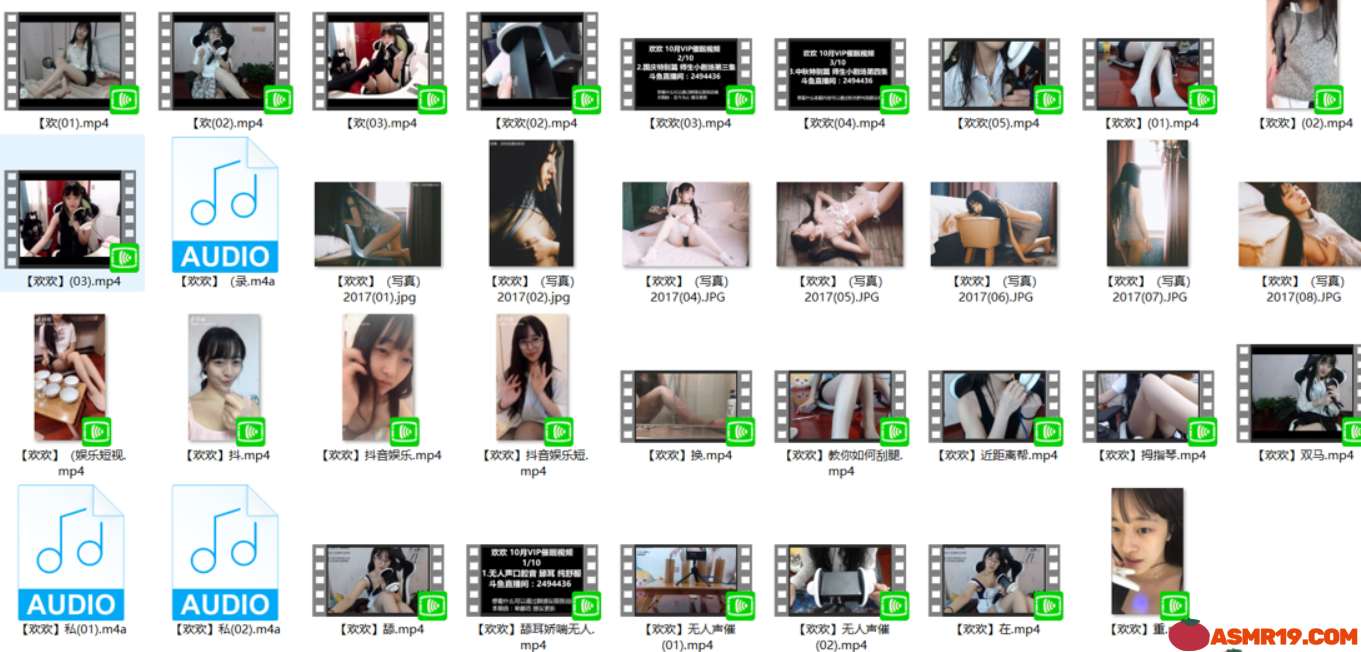 欢欢 10月VIP催眠视频
2/10
2.国庆特别篇 师生小剧场第三集
斗鱼直播间：2494436
欢欢 10月VIP催眠视频
3/10
3.中秋特别篇 师生小剧场第四集
斗鱼直播间：2494436
【欢(01).mp4
【欢(02).mp4
【欢(03).mp4
【欢欢(02).mp4
【欢欢(03).mp4
【欢欢(04).mp4
【欢欢(05).mp4
【欢欢】(01).mp4
【欢欢】(02).mp4
AUDIO
【欢欢】(03).mp4
【欢欢】（录.m4a
【欢欢】（写真）
2017(01).jpg
【欢欢】（写真）
2017(02).jpg
【欢欢】（写真）
2017(04).JPG
【欢欢】（写真）
2017(05).JPG
【欢欢】（写真）
2017(06).JPG
【欢欢】（写真）
2017(07).JPG
【欢欢】（写真）
2017(08).JPG
【欢欢】（娱乐短视.
mp4
【欢欢】抖.mp4
【欢欢】抖音娱乐.mp4
【欢欢】抖音娱乐短.
mp4
【欢欢】换.mp4
【欢欢】教你如何刮腿.
mp4
【欢欢】近距离帮.mp4
【欢欢】拇指琴.mp4
【欢欢】双马.mp4
AUDIO
AUDIO
欢欢 10月VIP催眠视频
1/10
1.无人声口腔音 舔耳 纯舒服
斗鱼直播间：2494436
【欢欢】私(01).m4a
【欢欢】私(02).m4a
【欢欢】舔.mp4
【欢欢】舔耳娇喘无人.
mp4
【欢欢】无人声催
(01).mp4
【欢欢】无人声催
(02).mp4
【欢欢】在.mp4
【欢欢】重.
ASMR19.COM